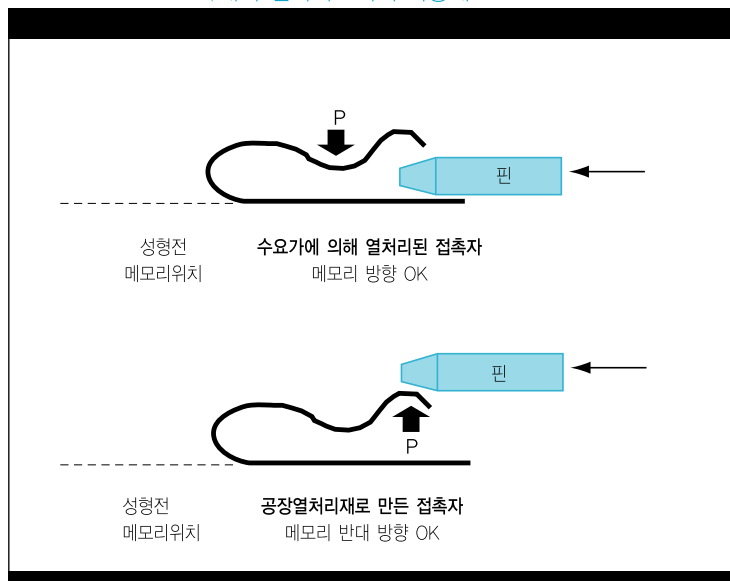 P
핀
성형전
메모리위치
수요가에 의해 열처리된 접촉자
메모리 방향 OK
핀
P
성형전
메모리위치
공장열처리재로 만든 접촉자
메모리 반대 방향 OK